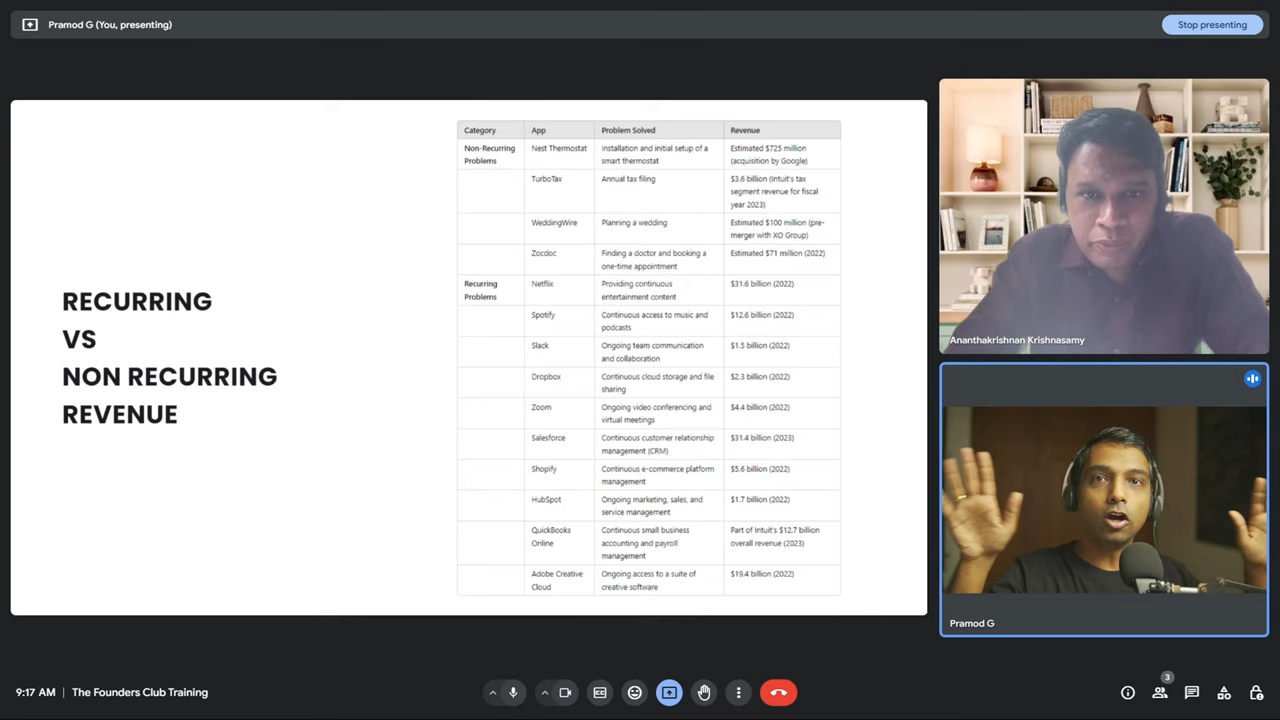 Pramod G (You, presenting)
Stop presenting
RECURRING
VS
NON RECURRING
REVENUE
Category App Problem Solved Revenue
Non-Recurring Nest Thermostat Installation and initial setup of a Estimated $725 million
Problems smart thermostat (acquisition by Google)
TurboTax Annual tax filing $3.6 billion (Intuit's tax
segment revenue for fiscal
year 2023)
WeddingWire Planning a wedding Estimated $100 million (pre-
merger with XO Group)
Zocdoc Finding a doctor and booking a Estimated $71 million (2022)
one-time appointment
Recurring Netflix Providing continuous $31.6 billion (2022)
Problems entertainment content
Spotify Continuous access to music and $12.6 billion (2022)
podcasts
Slack Ongoing team communication $1.5 billion (2022)
and collaboration
Dropbox Continuous cloud storage and file $2.3 billion (2022)
sharing
Zoom Ongoing video conferencing and $4.4 billion (2022)
virtual meetings
Salesforce Continuous customer relationship $31.4 billion (2023)
management (CRM)
Shopify Continuous e-commerce platform $5.6 billion (2022)
management
HubSpot Ongoing marketing, sales, and $1.7 billion (2022)
service management
QuickBooks Continuous small business Part of Intuit's $12.7 billion
Online accounting and payroll overall revenue (2023)
management
Adobe Creative Ongoing access to a suite of $19.4 billion (2022)
Cloud creative software
Ananthakrishnan Krishnasamy
Pramod G
9:17 AM | The Founders Club Training
3